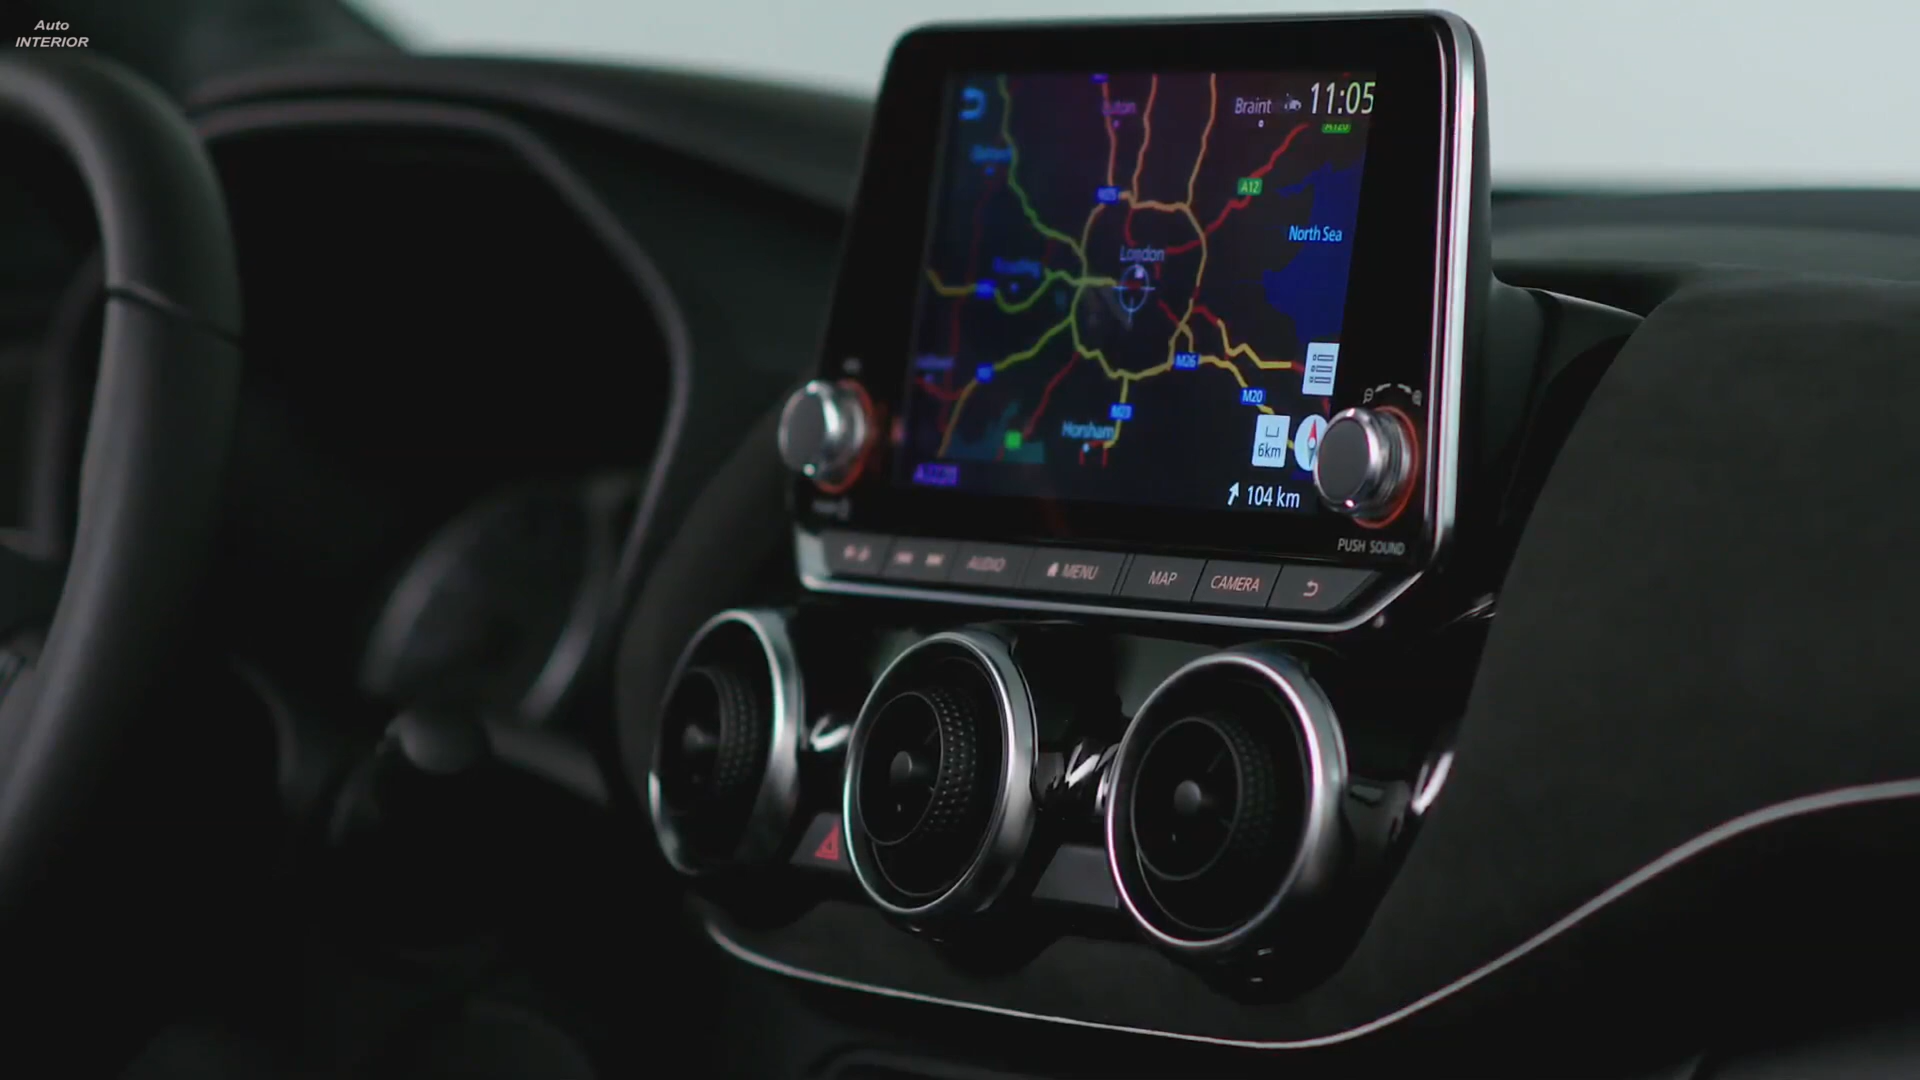 Auto
INTERIOR
11:05
Braint
A120
A12
M25
North Sea
London
M26
M20
M23
Horsham
6km
104 km
PUSH SOUND
AUDIO
MENU
MAP
CAMERA